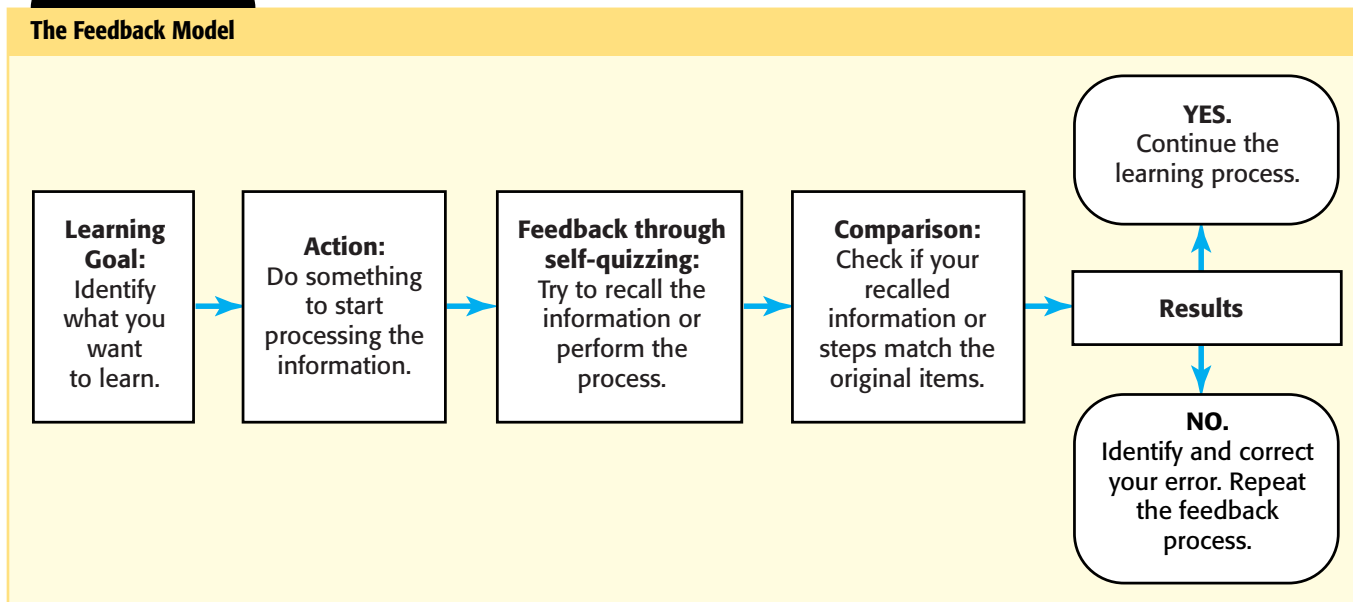 The Feedback Model
Learning
Goal:
Identify
what you
want
to learn.
Action:
Do something
to start
processing the
information.
Feedback through
self-quizzing:
Try to recall the
information or
perform the
process.
Comparison:
Check if your
recalled
information or
steps match the
original items.
Results
YES.
Continue the
learning process.
NO.
Identify and correct
your error. Repeat
the feedback
process.